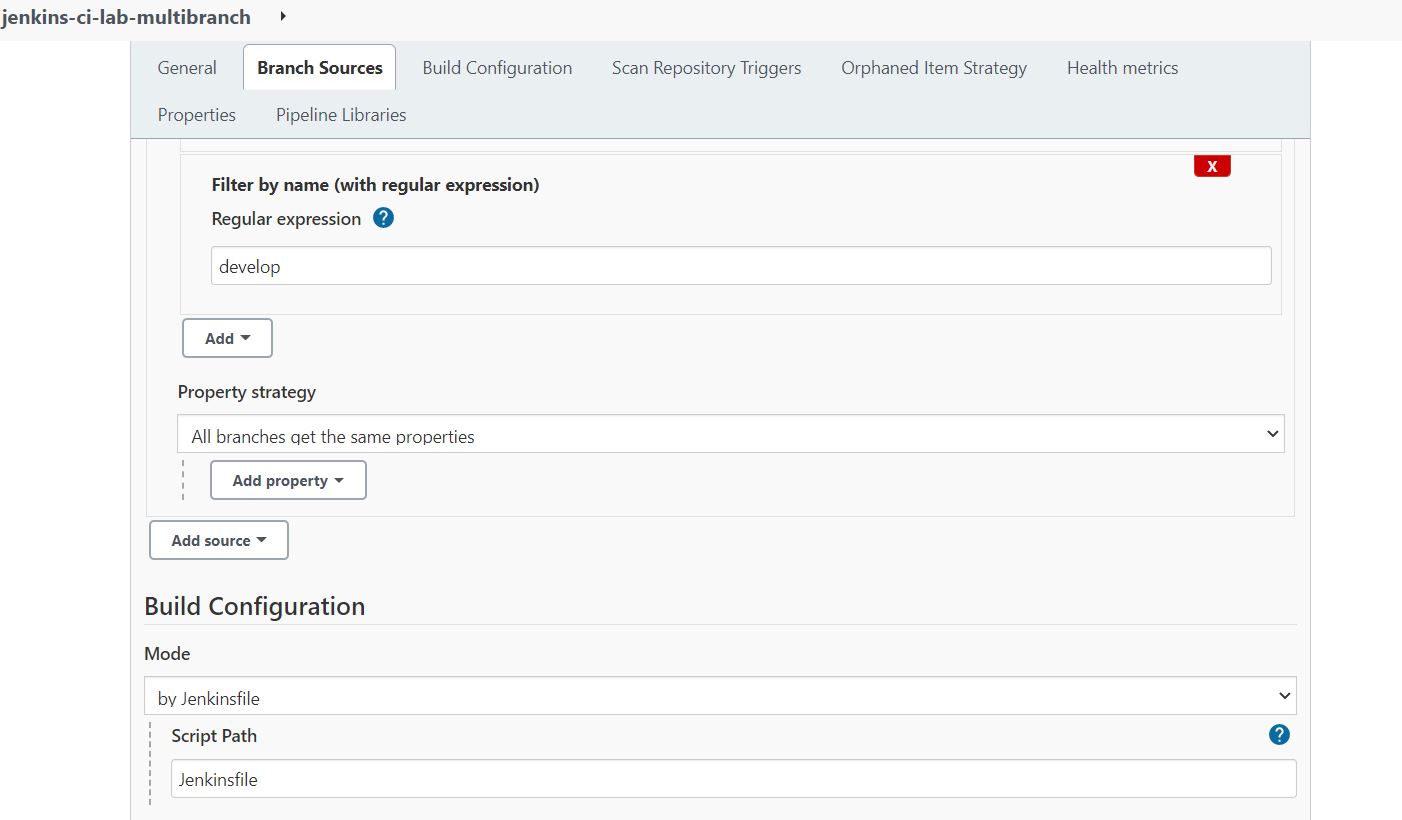 jenkins-ci-lab-multibranch
General Branch Sources Build Configuration Scan Repository Triggers Orphaned Item Strategy Health metrics
Properties Pipeline Libraries
X
Filter by name (with regular expression)
Regular expression ?
develop
Add
Property strategy
All branches get the same properties
Add property
Add source
Build Configuration
Mode
by Jenkinsfile
Script Path ?
Jenkinsfile